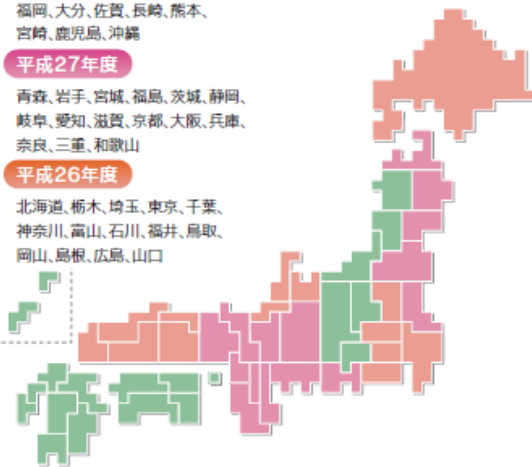 福岡、大分、佐賀、長崎、熊本、
宮崎、鹿児島、沖縄
平成27年度
青森、岩手、宮城、福島、茨城、静岡、
岐阜、愛知、滋賀、京都、大阪、兵庫、
奈良、三重、和歌山
平成26年度
北海道、栃木、埼玉、東京、千葉、
神奈川、富山、石川、福井、鳥取、
岡山、島根、広島、山口